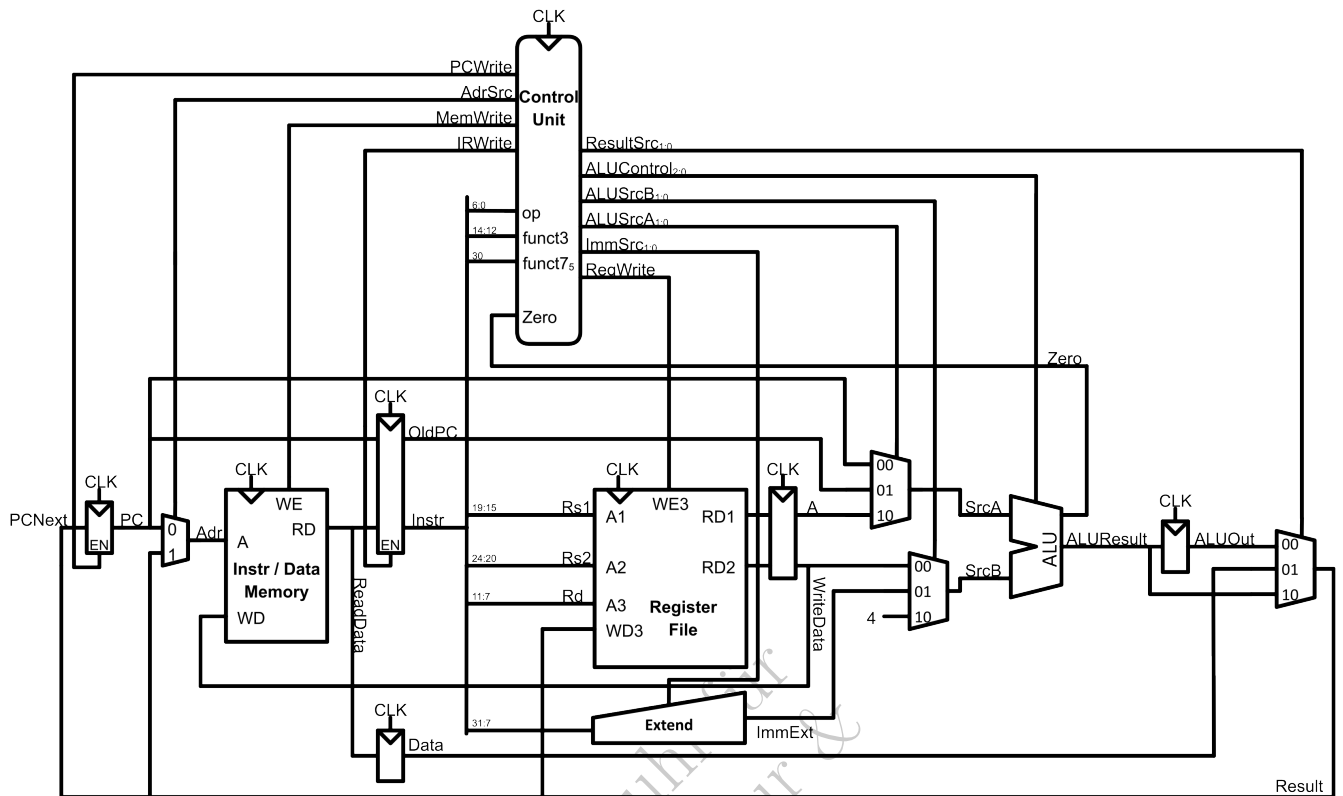 CLK
PCWrite
AdrSrc
MemWrite
IRWrite
Control
Unit
ResultSrc1:0
ALUControl2:0
ALUSrcB1:0
ALUSrcA1:0
ImmSrc1:0
RegWrite
6:0
op
14:12
funct3
30
funct75
Zero
Zero
CLK
OldPC
CLK
CLK
CLK
CLK
CLK
PCNext
PC
EN
0
1
Adr
WE
RD
A
Instr / Data
Memory
WD
ReadData
EN
Instr
19:15
Rs1
A1
WE3
RD1
A
24:20
Rs2
A2
RD2
11:7
Rd
A3
WD3
Register
File
WriteData
00
01
10
SrcA
00
01
10
4
SrcB
ALU
ALUResult
ALUOut
00
01
10
31:7
Extend
ImmExt
CLK
Data
Result